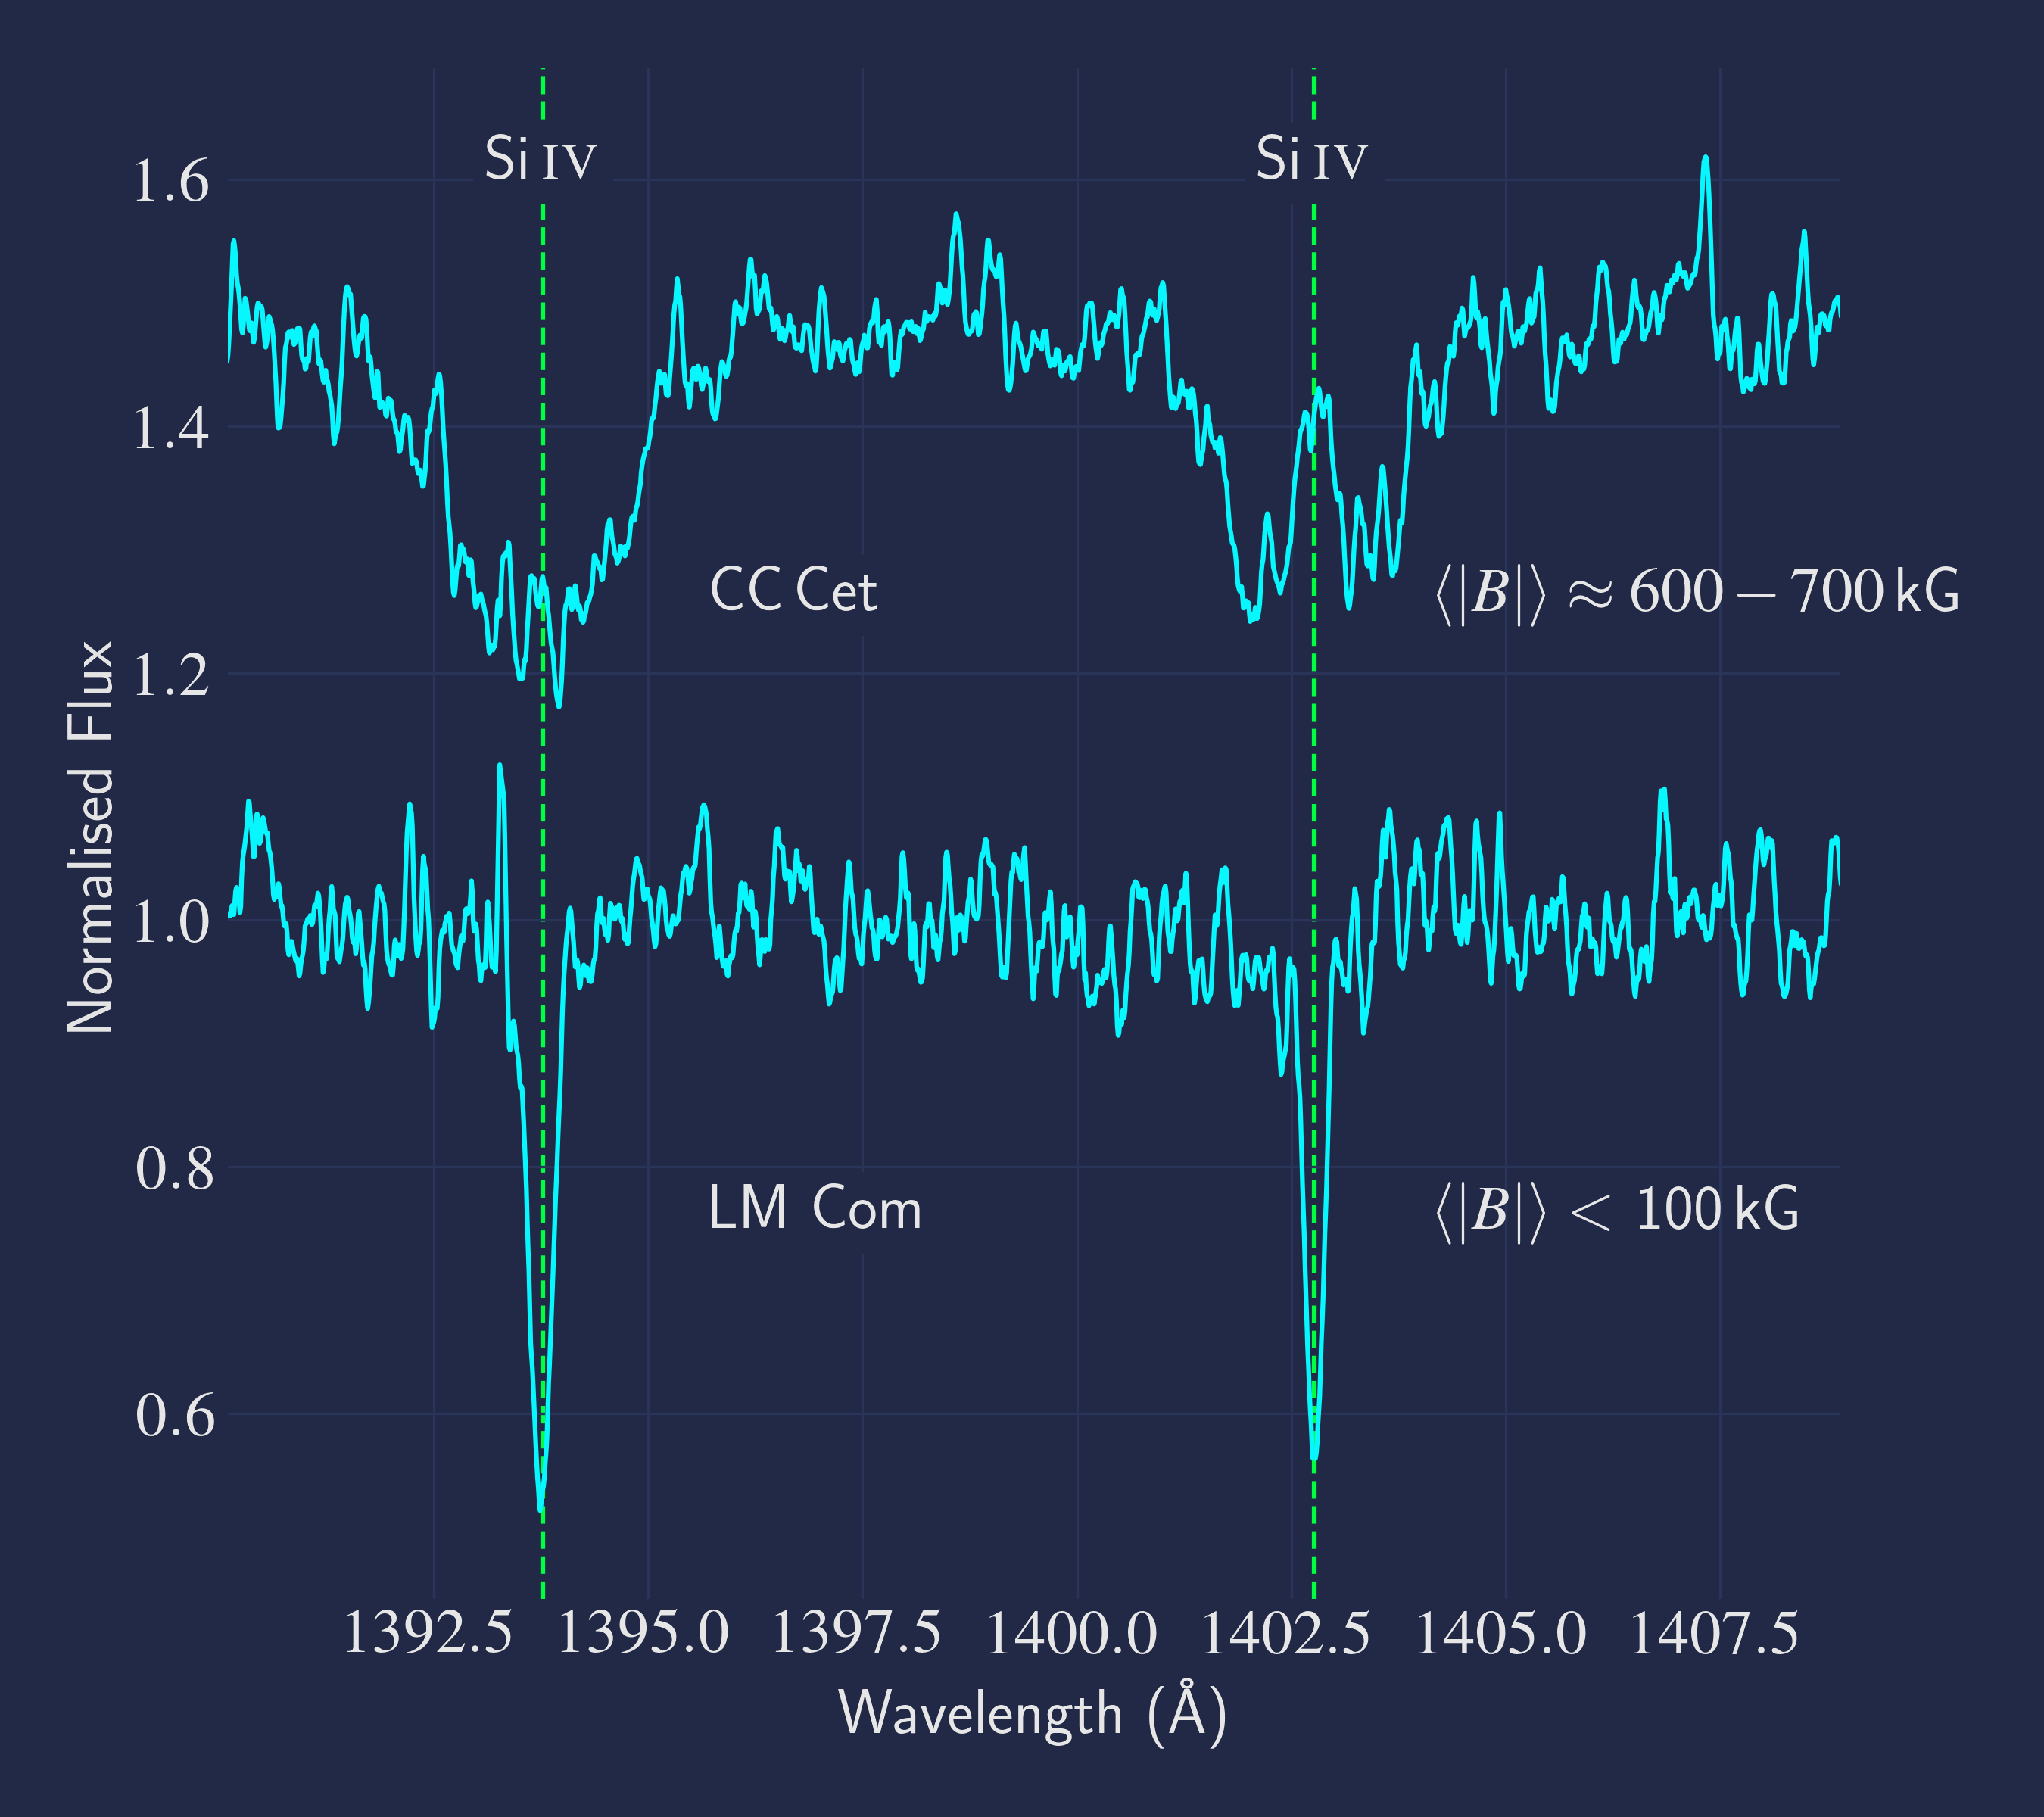 Si IV
Si IV
1.6
1.4
CC Cet
⟨|B|⟩ ≈ 600 – 700 kG
1.2
Normalised Flux
1.0
0.8
LM Com
⟨|B|⟩ < 100 kG
0.6
1392.5 1395.0 1397.5 1400.0 1402.5 1405.0 1407.5
Wavelength (Å)